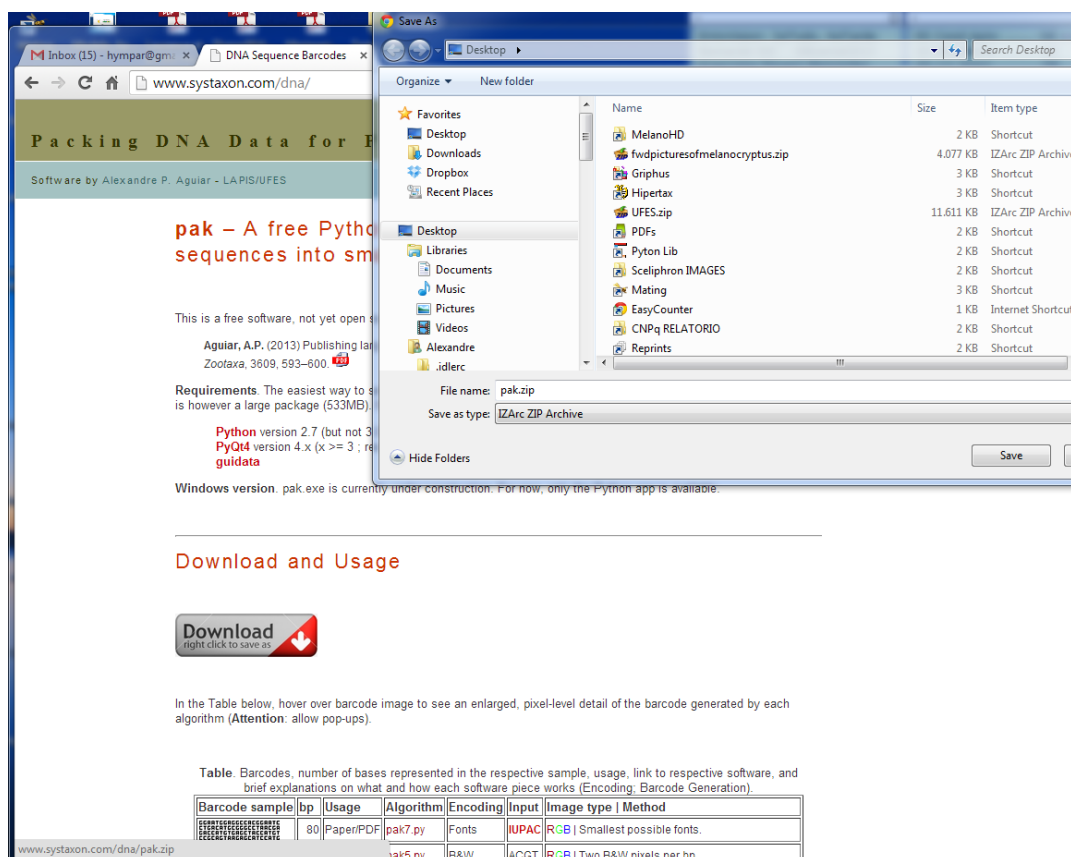 Save As
Inbox (15) - hympar@gm
DNA Sequence Barcodes
Desktop
Search Desktop
www.systaxon.com/dna/
Organize
New folder
Packing DNA Data for
Software by Alexandre P. Aguiar - LAPIS/UFES
Favorites
Desktop
Downloads
Dropbox
Recent Places
Desktop
Libraries
Documents
Music
Pictures
Videos
Alexandre
.idlerc
Name Size Item type
MelanoHD 2 KB Shortcut
fwdpicturesofmelanocryptus.zip 4.077 KB IZArc ZIP Archive
Griphus 3 KB Shortcut
Hipertax 3 KB Shortcut
UFES.zip 11.611 KB IZArc ZIP Archive
PDFs 2 KB Shortcut
Pyton Lib 2 KB Shortcut
Sceliphron IMAGES 2 KB Shortcut
Mating 3 KB Shortcut
EasyCounter 1 KB Internet Shortcut
CNPq RELATORIO 2 KB Shortcut
Reprints 2 KB Shortcut
File name: pak.zip
Save as type: IZArc ZIP Archive
Hide Folders
Save
pak – A free Pytho
sequences into sm
This is a free software, not yet open s
Aguiar, A.P. (2013) Publishing lar
Zootaxa, 3609, 593–600.
Requirements. The easiest way to s
is however a large package (533MB).
Python version 2.7 (but not 3
PyQt4 version 4.x (x >= 3 ; re
guidata
Windows version. pak.exe is currently under construction. For now, only the Python app is available.
Download and Usage
Download
right click to save as
In the Table below, hover over barcode image to see an enlarged, pixel-level detail of the barcode generated by each
algorithm (Attention: allow pop-ups).
Table. Barcodes, number of bases represented in the respective sample, usage, link to respective software, and
brief explanations on what and how each software piece works (Encoding; Barcode Generation).
Barcode sample bp Usage Algorithm Encoding Input Image type | Method
80 Paper/PDF pak7.py Fonts IUPAC RGB | Smallest possible fonts.
pak5.py B&W ACGT RGB | Two B&W pixels per bp
www.systaxon.com/dna/pak.zip